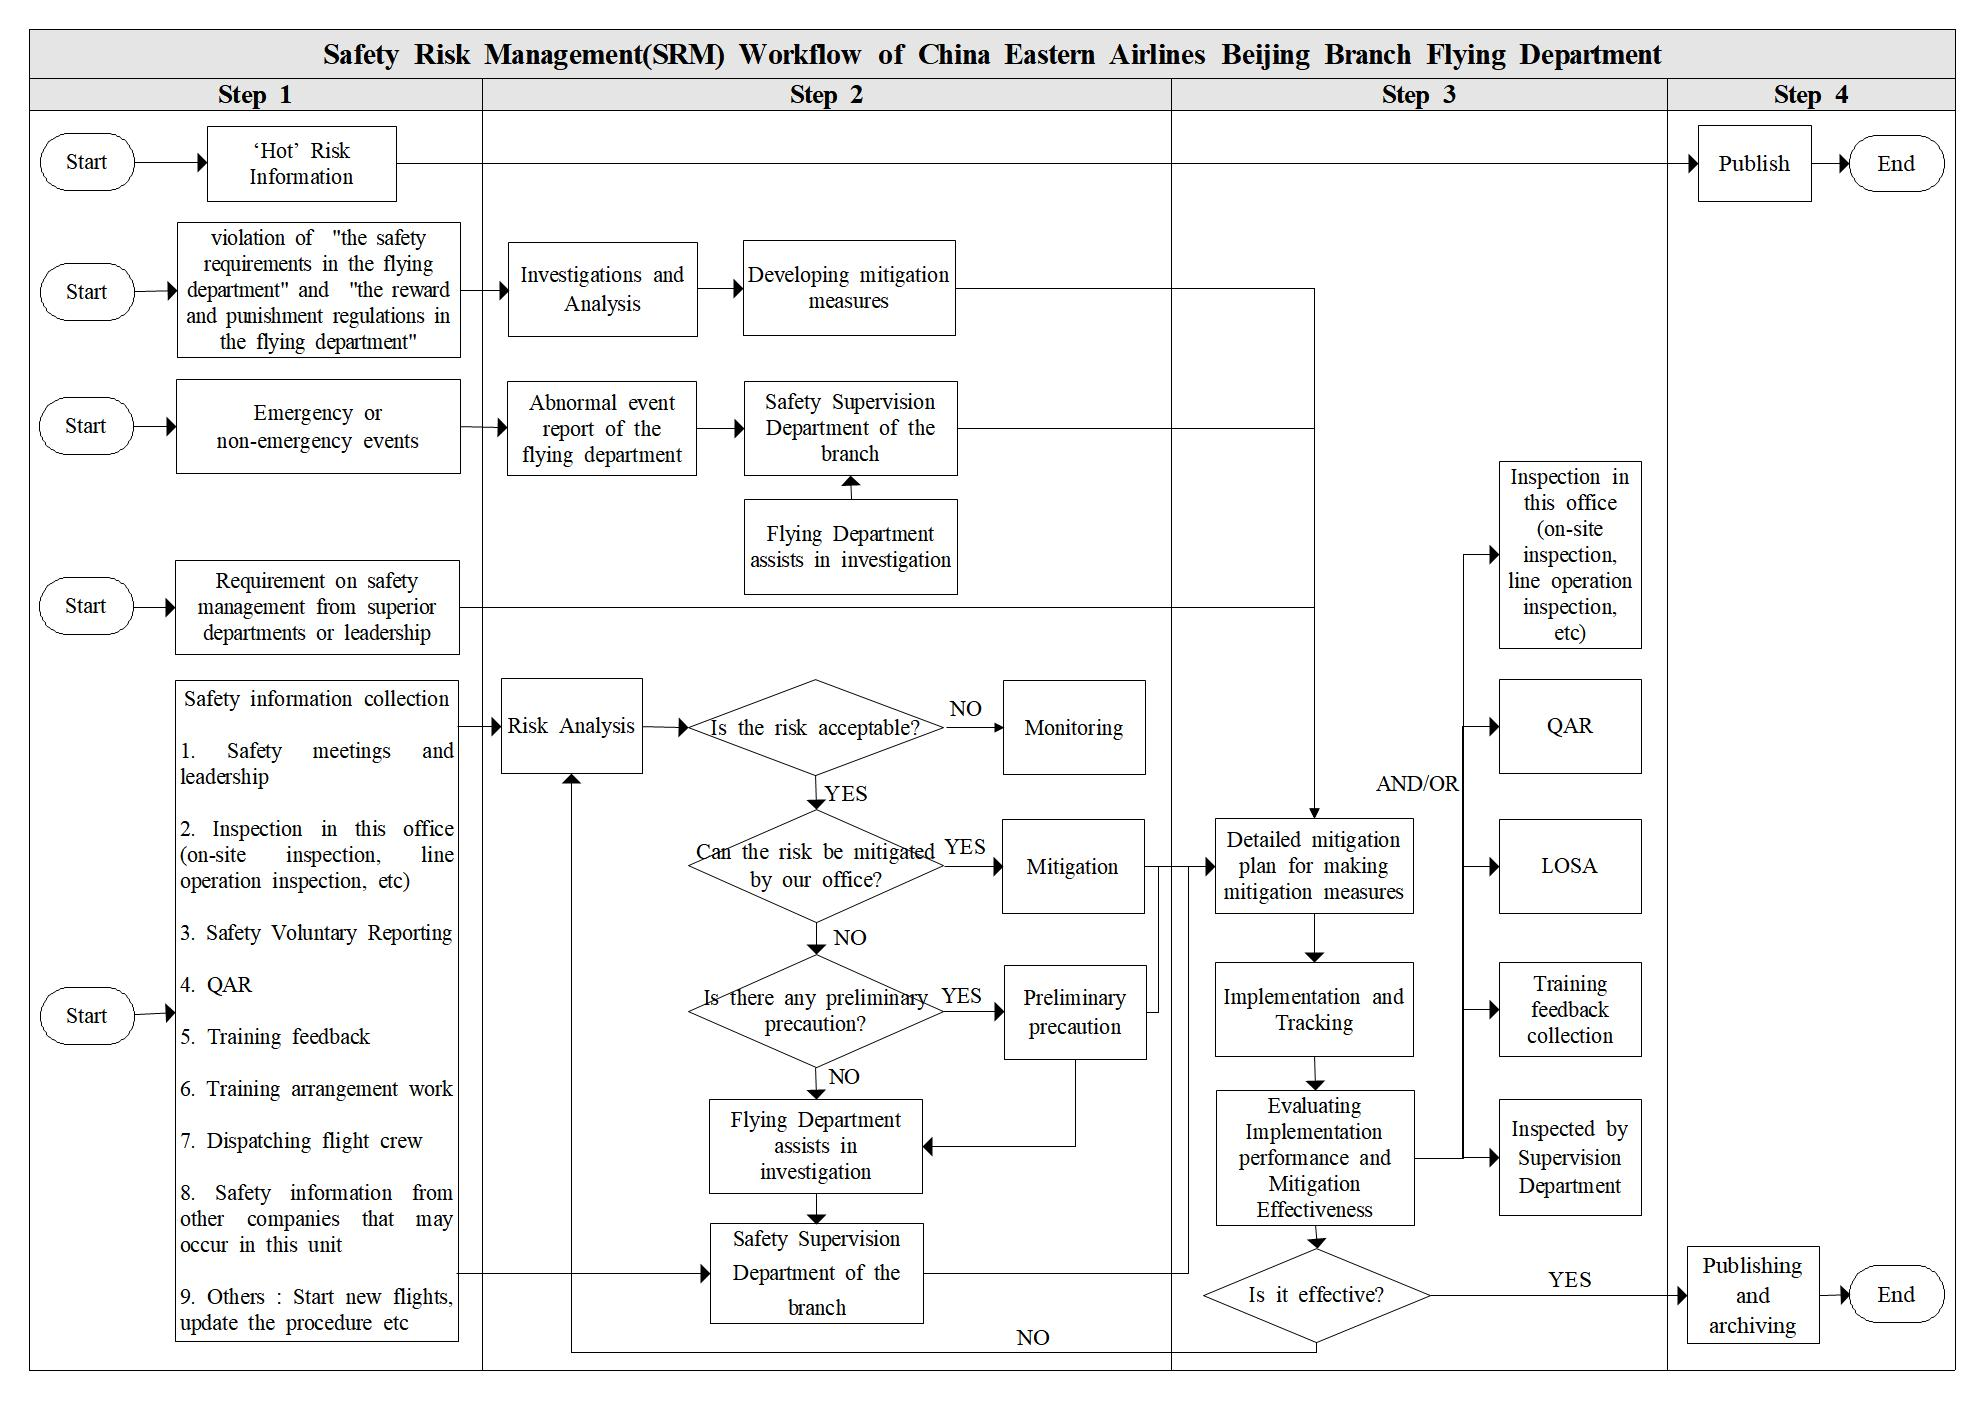 Safety Risk Management(SRM) Workflow of China Eastern Airlines Beijing Branch Flying Department
Step 1
Step 2
Step 3
Step 4
Start
‘Hot’ Risk
Information
Publish
End
Start
violation of "the safety
requirements in the flying
department" and "the reward
and punishment regulations in
the flying department"
Investigations and
Analysis
Developing mitigation
measures
Start
Emergency or
non-emergency events
Abnormal event
report of the
flying department
Safety Supervision
Department of the
branch
Flying Department
assists in investigation
Inspection in
this office
(on-site
inspection,
line operation
inspection,
etc)
Start
Requirement on safety
management from superior
departments or leadership
Start
Safety information collection
1. Safety meetings and
leadership
2. Inspection in this office
(on-site inspection, line
operation inspection, etc)
3. Safety Voluntary Reporting
4. QAR
5. Training feedback
6. Training arrangement work
7. Dispatching flight crew
8. Safety information from
other companies that may
occur in this unit
9. Others : Start new flights,
update the procedure etc
Risk Analysis
Is the risk acceptable?
NO
Monitoring
YES
Can the risk be mitigated
by our office?
YES
Mitigation
NO
Is there any preliminary
precaution?
YES
Preliminary
precaution
NO
Flying Department
assists in
investigation
Safety Supervision
Department of the
branch
NO
Detailed mitigation
plan for making
mitigation measures
Implementation and
Tracking
Evaluating
Implementation
performance and
Mitigation
Effectiveness
Is it effective?
AND/OR
QAR
LOSA
Training
feedback
collection
Inspected by
Supervision
Department
YES
Publishing
and
archiving
End